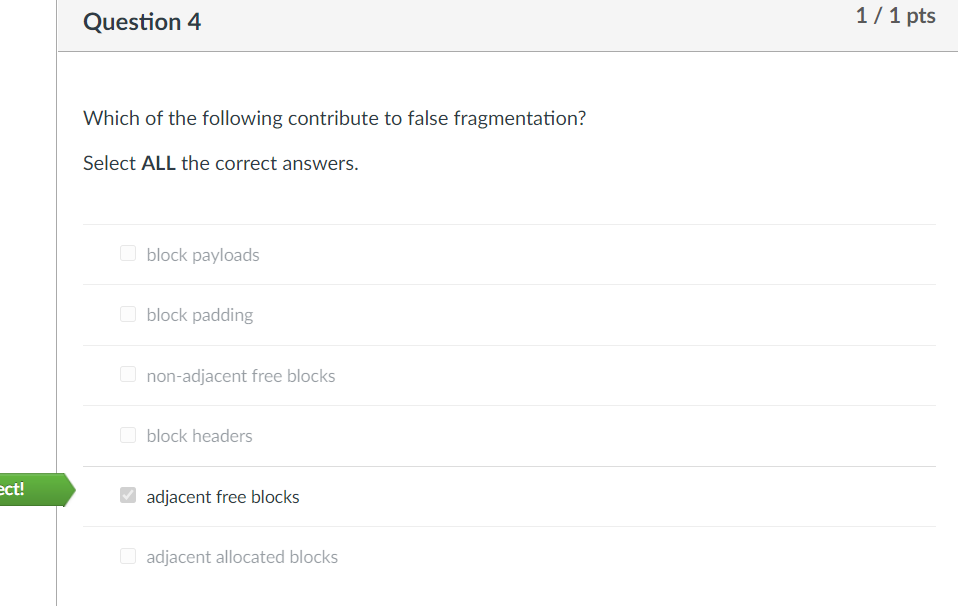 Question 4
1 / 1 pts
Which of the following contribute to false fragmentation?
Select ALL the correct answers.
block payloads
block padding
non-adjacent free blocks
block headers
ect!
adjacent free blocks
adjacent allocated blocks